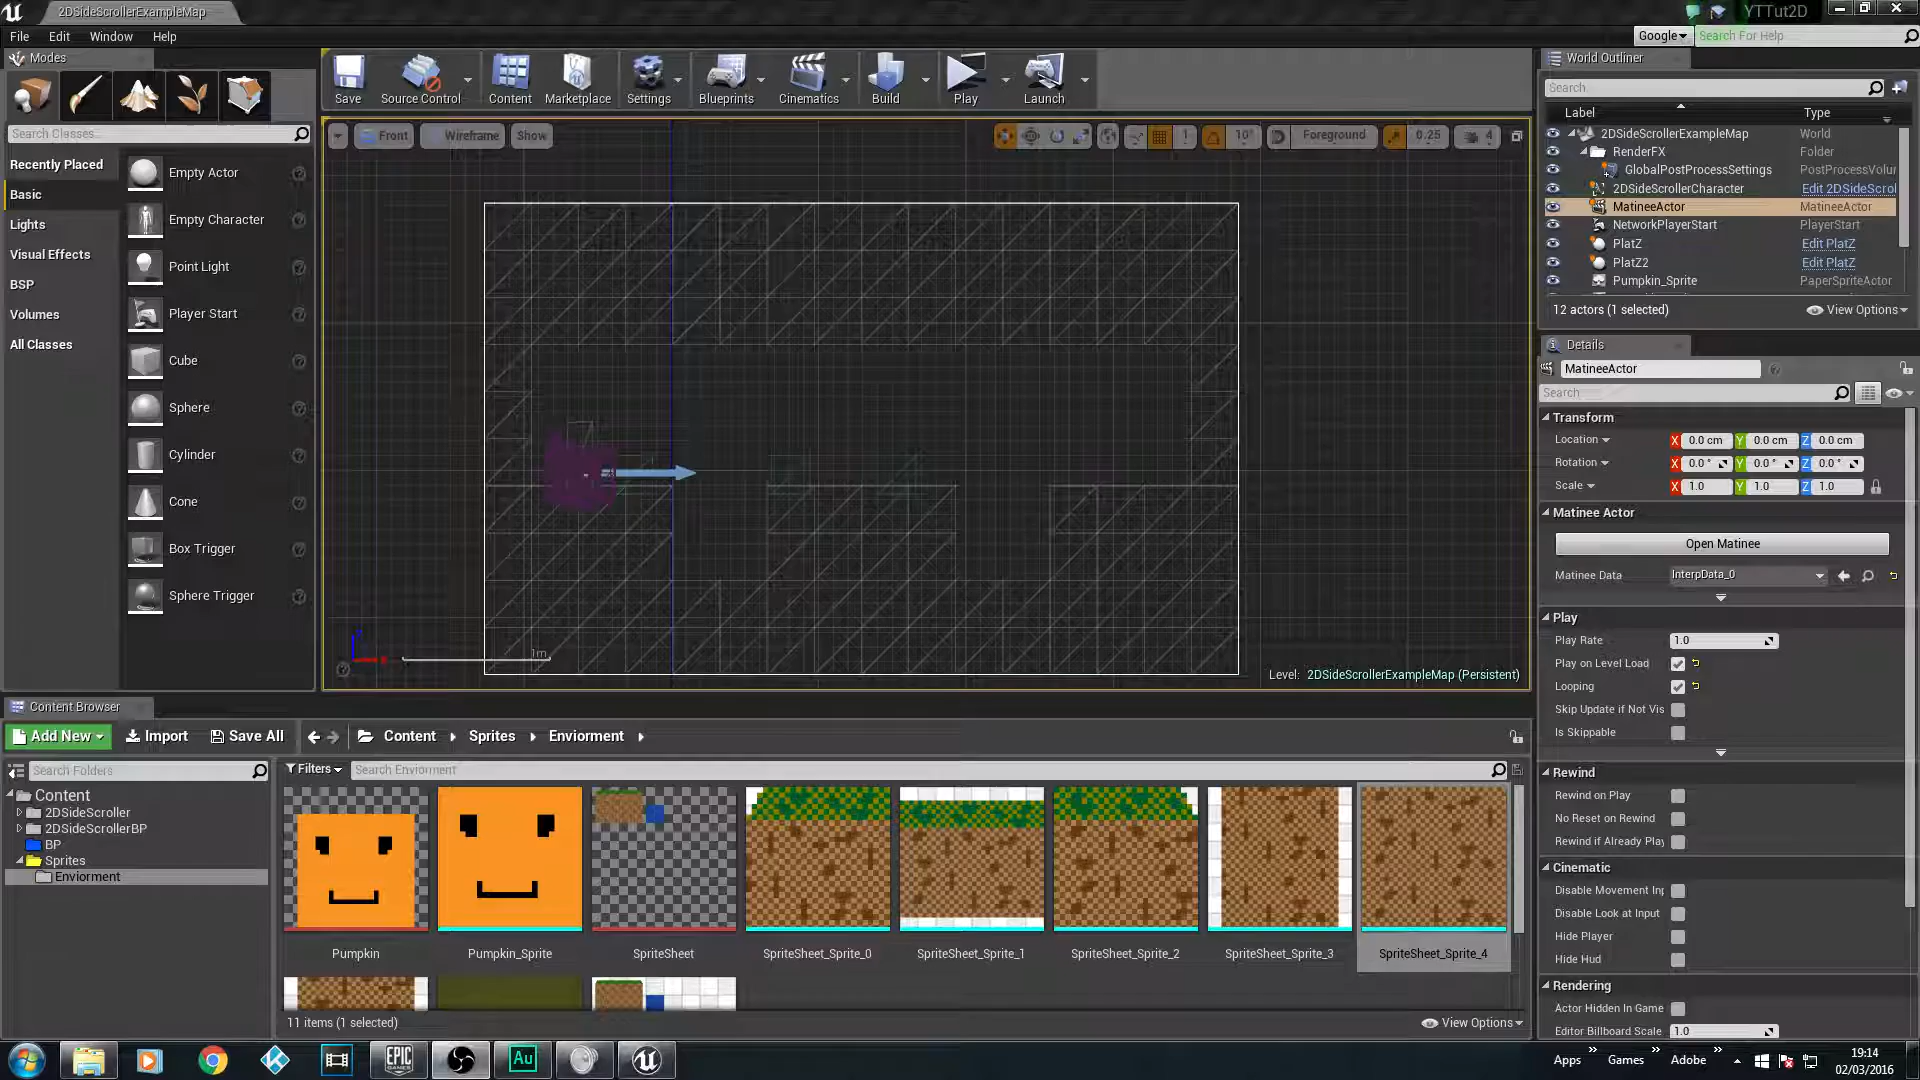 2DSideScrollerExampleMap
YTTut2D
File Edit Window Help
Google Search For Help
Modes
Search Classes
Recently Placed
Basic
Lights
Visual Effects
BSP
Volumes
All Classes
Empty Actor
Empty Character
Point Light
Player Start
Cube
Sphere
Cylinder
Cone
Box Trigger
Sphere Trigger
Save
Source Control
Content
Marketplace
Settings
Blueprints
Cinematics
Build
Play
Launch
Front Wireframe Show
1 10° Foreground 0.25 4
1m
Level: 2DSideScrollerExampleMap (Persistent)
World Outliner
Search
Label Type
2DSideScrollerExampleMap World
RenderFX Folder
GlobalPostProcessSettings PostProcessVolu
2DSideScrollerCharacter Edit 2DSideScrol
MatineeActor MatineeActor
NetworkPlayerStart PlayerStart
PlatZ Edit PlatZ
PlatZ2 Edit PlatZ
Pumpkin_Sprite PaperSpriteActor
12 actors (1 selected) View Options
Details
MatineeActor
Search
Transform
Location X 0.0 cm Y 0.0 cm Z 0.0 cm
Rotation X 0.0 ° Y 0.0 ° Z 0.0 °
Scale X 1.0 Y 1.0 Z 1.0
Matinee Actor
Open Matinee
Matinee Data InterpData_0
Play
Play Rate 1.0
Play on Level Load
Looping
Skip Update if Not Vis
Is Skippable
Rewind
Rewind on Play
No Reset on Rewind
Rewind if Already Play
Cinematic
Disable Movement Inp
Disable Look at Input
Hide Player
Hide Hud
Rendering
Actor Hidden In Game
Editor Billboard Scale 1.0
Content Browser
Add New Import Save All Content Sprites Enviorment
Search Folders
Filters Search Enviorment
Content
2DSideScroller
2DSideScrollerBP
BP
Sprites
Enviorment
Pumpkin
Pumpkin_Sprite
SpriteSheet
SpriteSheet_Sprite_0
SpriteSheet_Sprite_1
SpriteSheet_Sprite_2
SpriteSheet_Sprite_3
SpriteSheet_Sprite_4
11 items (1 selected) View Options
EPIC GAMES
Au
Apps » Games » Adobe »
19:14
02/03/2016